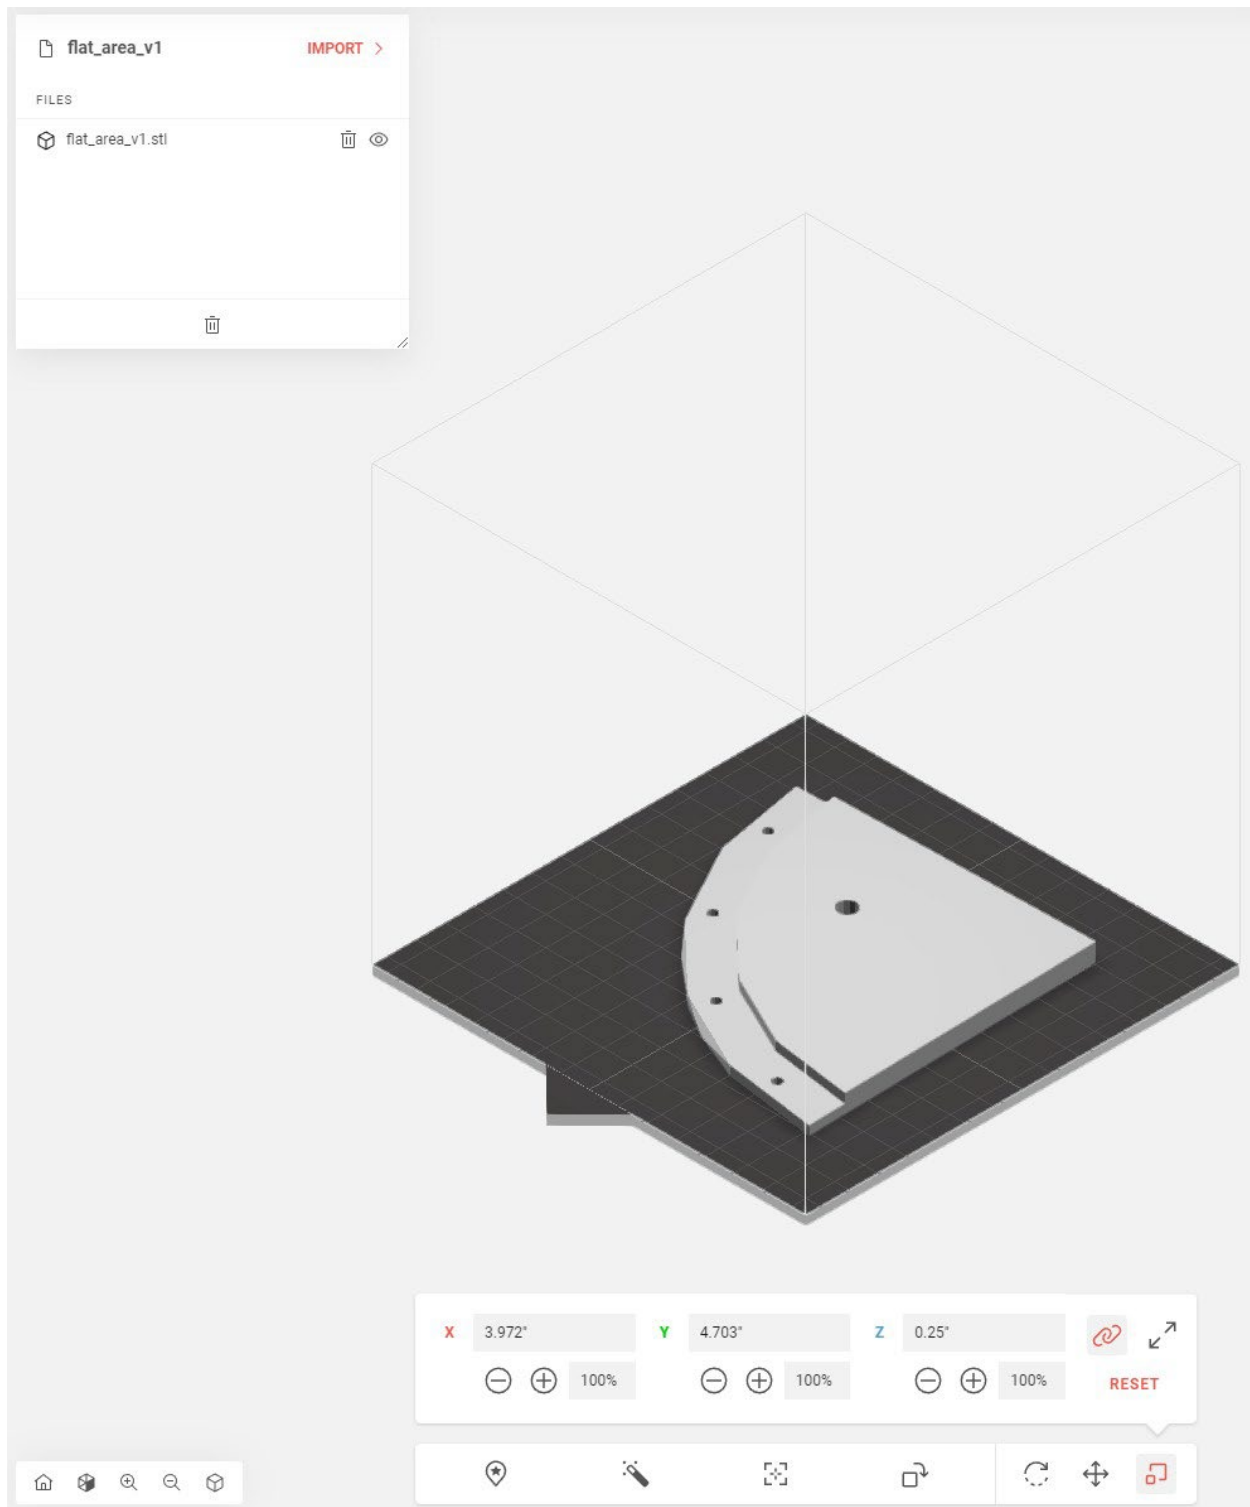 flat_area_v1 IMPORT >
FILES
flat_area_v1.stl
X 3.972" Y 4.703" Z 0.25"
100% 100% 100% RESET